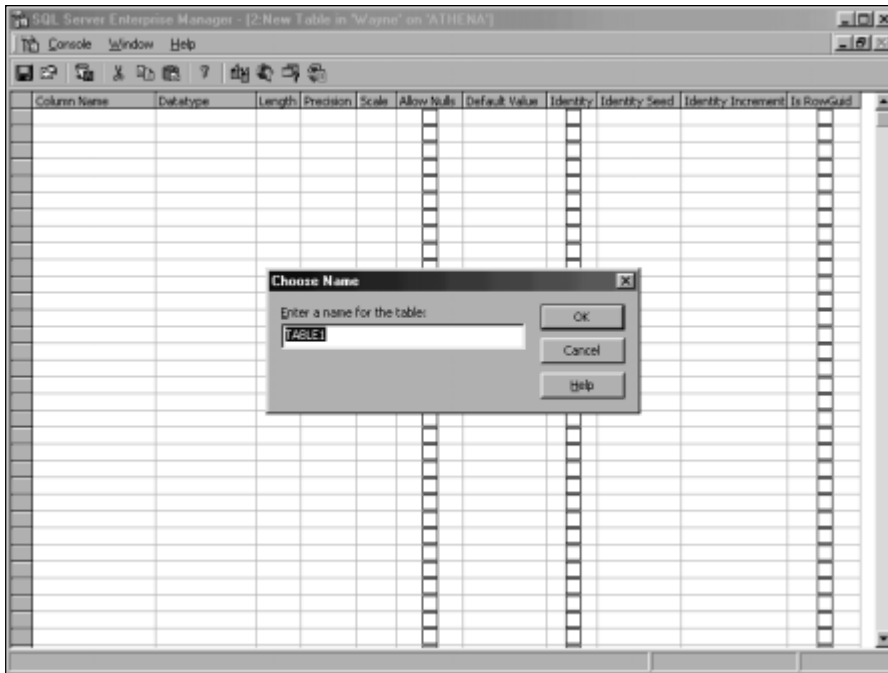 SQL Server Enterprise Manager - [2:New Table in 'Wayne' on 'ATHENA']
Console Window Help
Column Name Datatype Length Precision Scale Allow Nulls Default Value Identity Identity Seed Identity Increment Is RowGuid
Choose Name
Enter a name for the table:
TABLE1
OK
Cancel
Help